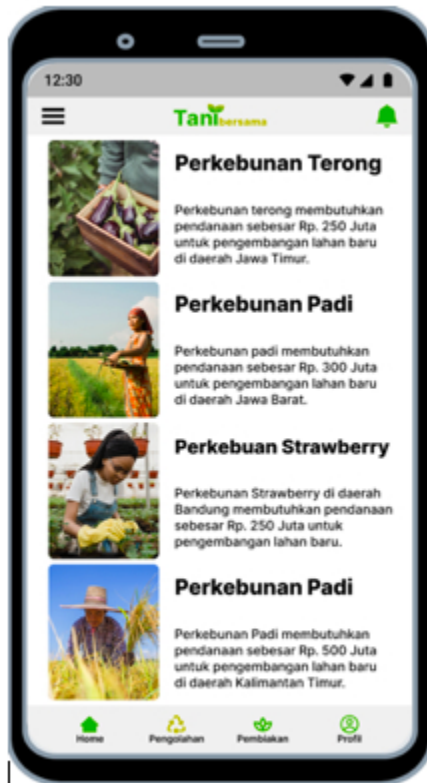 12:30
Tani bersama
Perkebunan Terong
Perkebunan terong membutuhkan
pendanaan sebesar Rp. 250 Juta
untuk pengembangan lahan baru
di daerah Jawa Timur.
Perkebunan Padi
Perkebunan padi membutuhkan
pendanaan sebesar Rp. 300 Juta
untuk pengembangan lahan baru
di daerah Jawa Barat.
Perkebuan Strawberry
Perkebunan Strawberry di daerah
Bandung membutuhkan pendanaan
sebesar Rp. 250 Juta untuk
pengembangan lahan baru.
Perkebunan Padi
Perkebunan Padi membutuhkan
pendanaan sebesar Rp. 500 Juta
untuk pengembangan lahan baru
di daerah Kalimantan Timur.
Home Pengolahan Pembiakan Profil